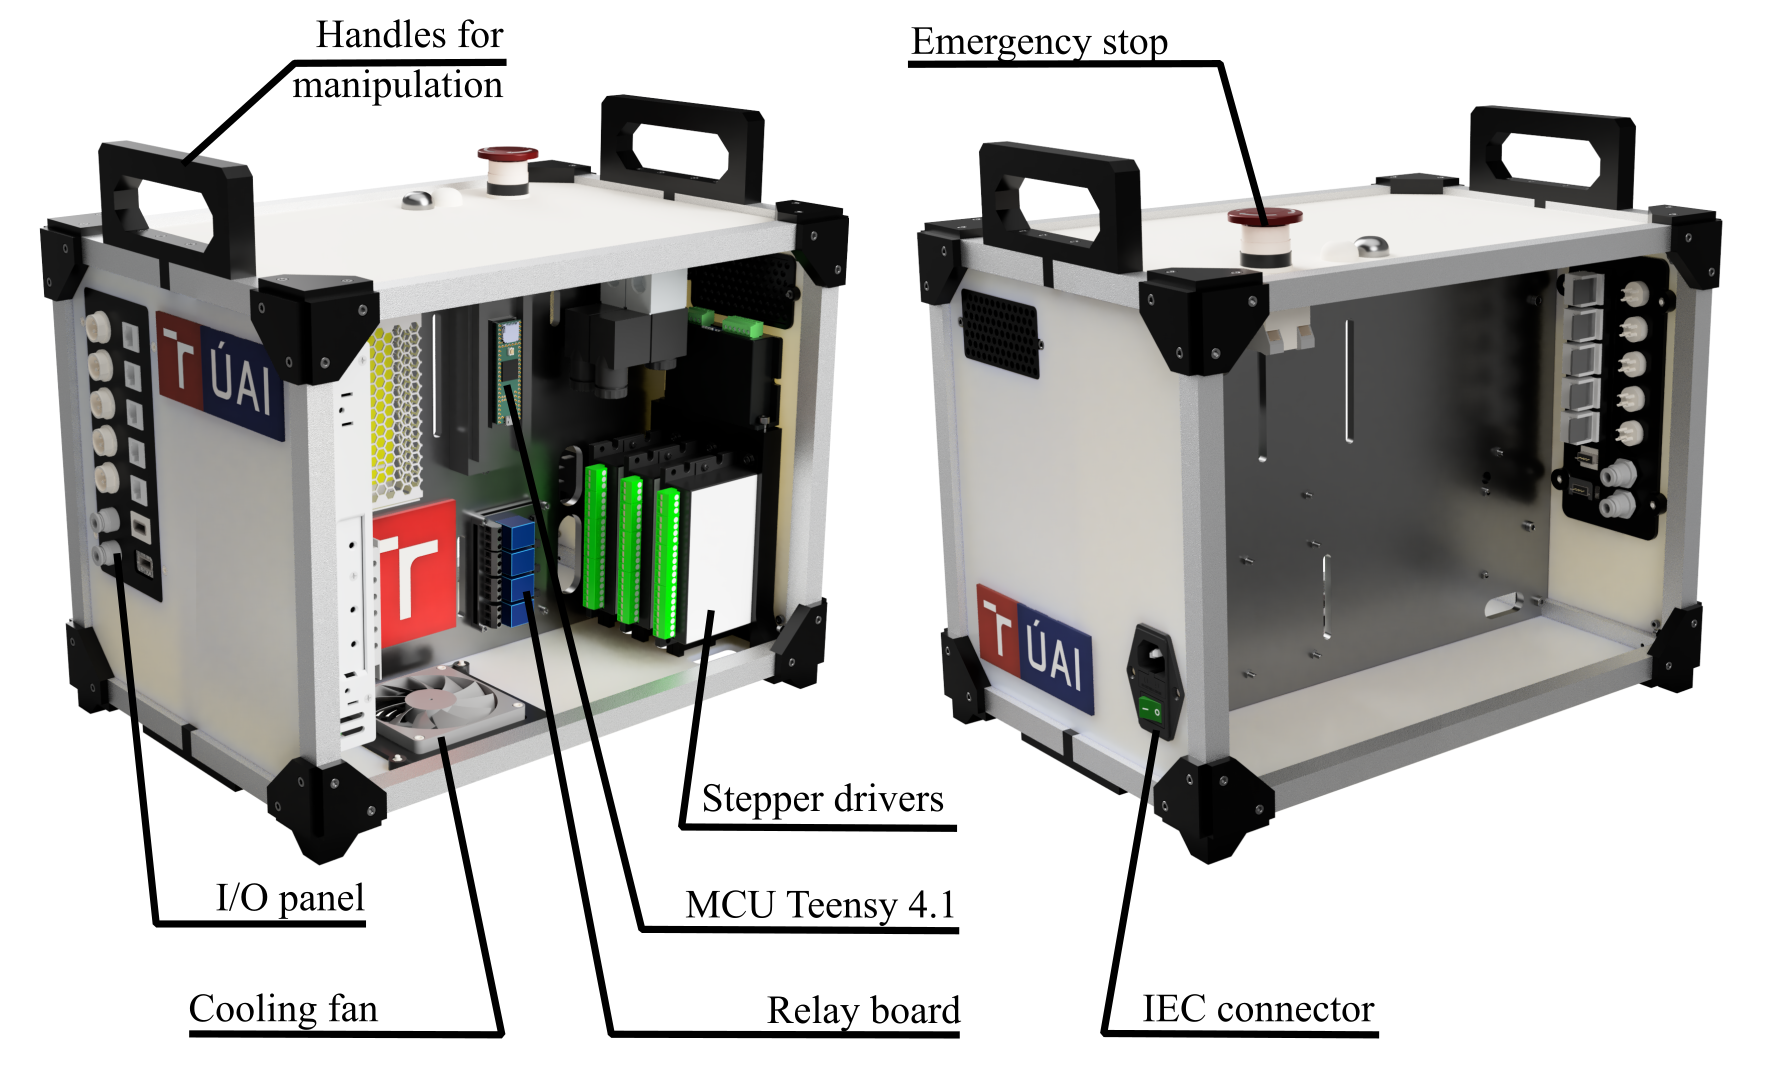 Handles for
manipulation
Emergency stop
ÚAI
ÚAI
Stepper drivers
I/O panel
MCU Teensy 4.1
Cooling fan
Relay board
IEC connector